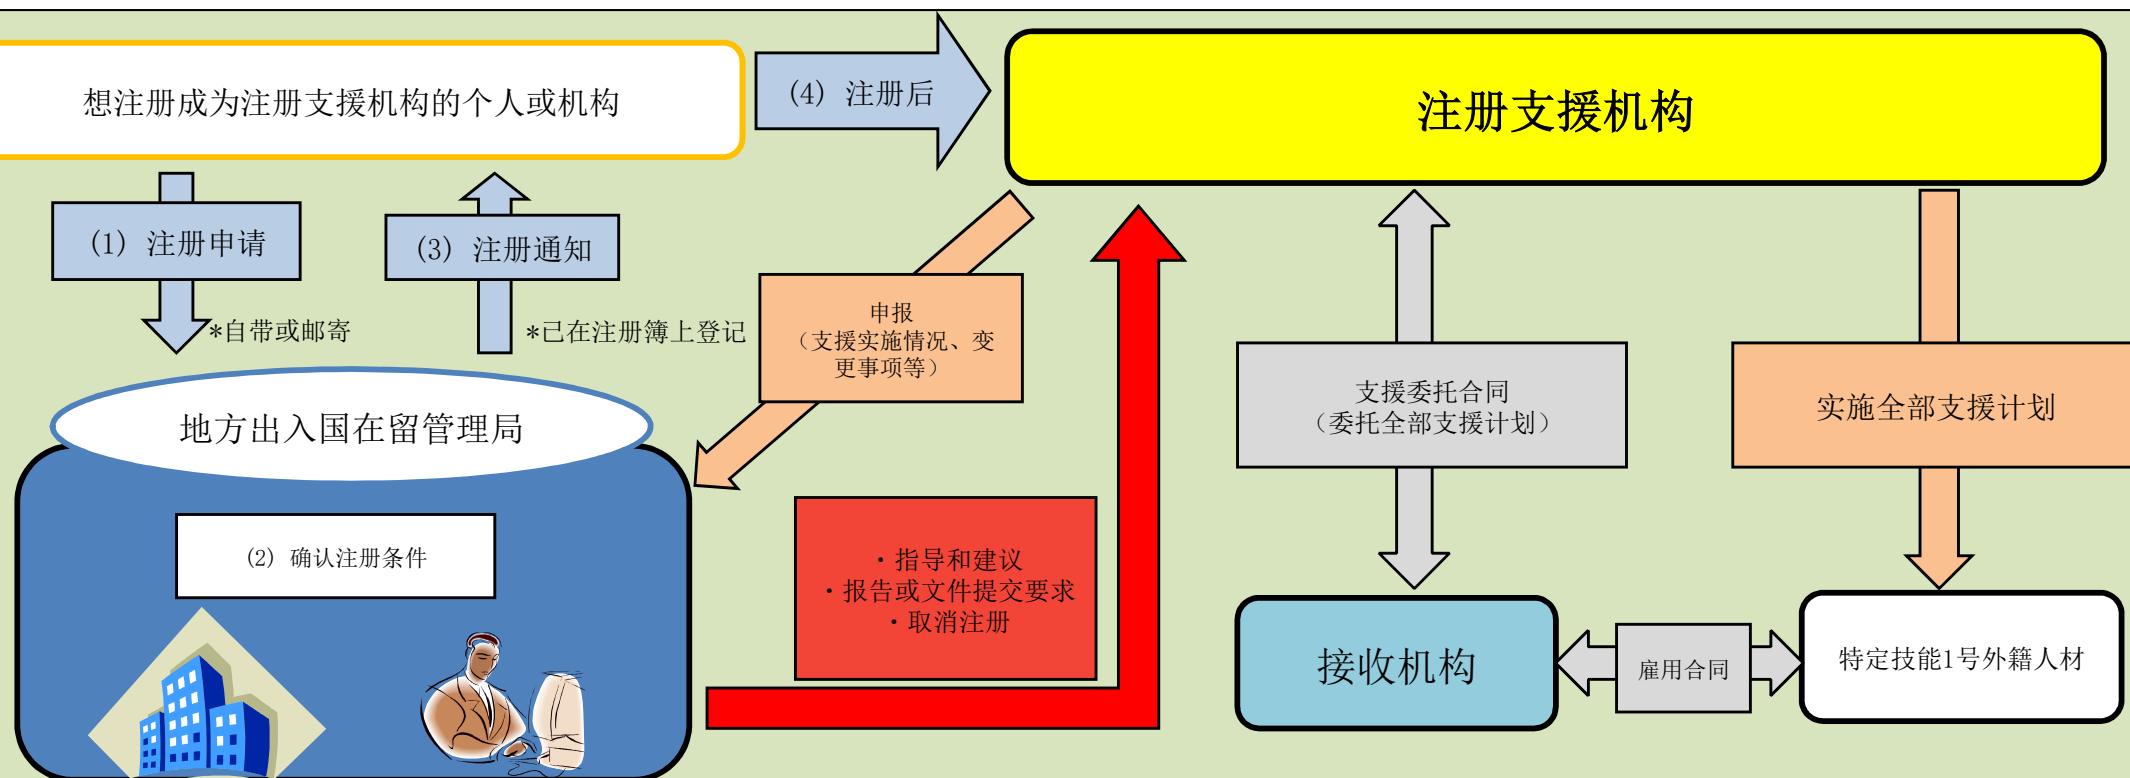 想注册成为注册支援机构的个人或机构
(4) 注册后
注册支援机构
(1) 注册申请
(3) 注册通知
*自带或邮寄
*已在注册簿上登记
申报
（支援实施情况、变
更事项等）
支援委托合同
（委托全部支援计划）
实施全部支援计划
地方出入国在留管理局
(2) 确认注册条件
・指导和建议
・报告或文件提交要求
・取消注册
接收机构
雇用合同
特定技能1号外籍人材